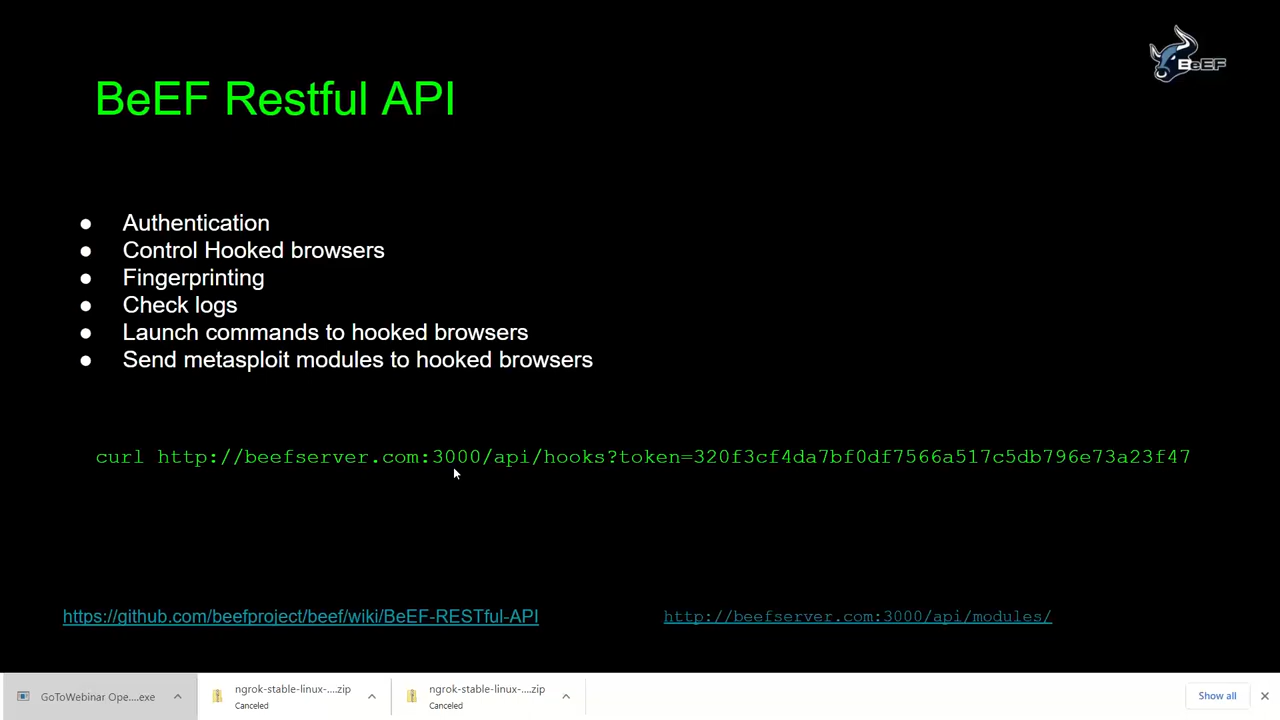 BeEF
BeEF Restful API
● Authentication
● Control Hooked browsers
● Fingerprinting
● Check logs
● Launch commands to hooked browsers
● Send metasploit modules to hooked browsers
curl http://beefserver.com:3000/api/hooks?token=320f3cf4da7bf0df7566a517c5db796e73a23f47
https://github.com/beefproject/beef/wiki/BeEF-RESTful-API
http://beefserver.com:3000/api/modules/
GoToWebinar Ope....exe
ngrok-stable-linux-....zip
Canceled
ngrok-stable-linux-....zip
Canceled
Show all